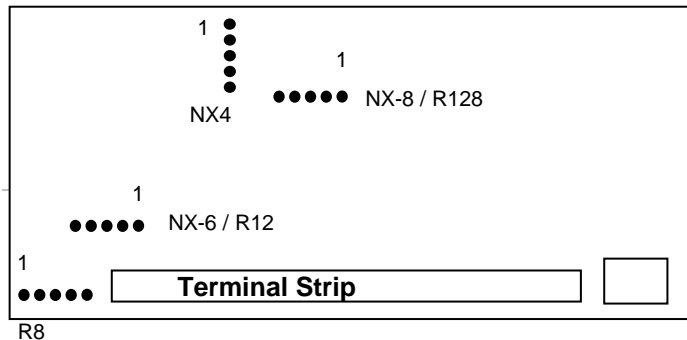 1
1
NX4
NX-8 / R128
1
NX-6 / R12
1
Terminal Strip
R8